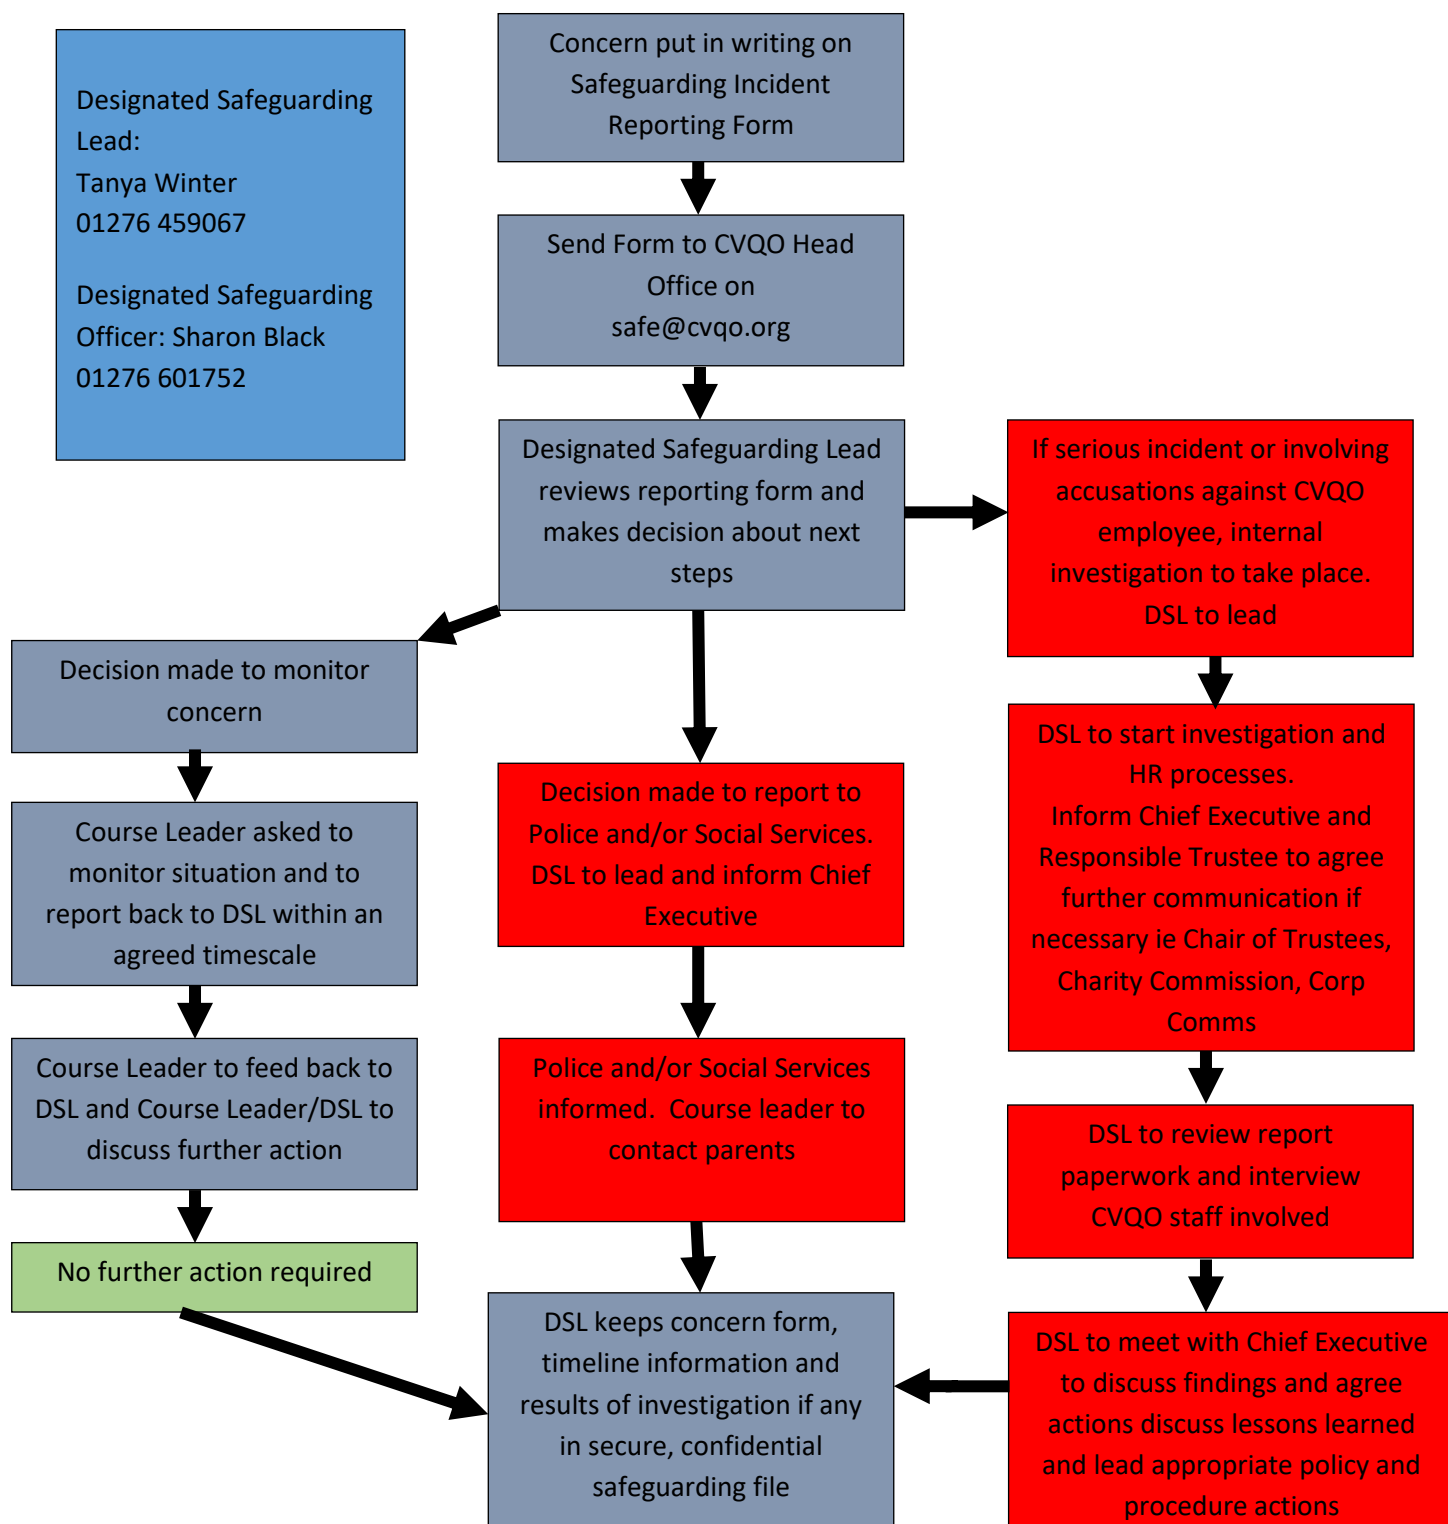 Designated Safeguarding
Lead:
Tanya Winter
01276 459067
Designated Safeguarding
Officer: Sharon Black
01276 601752
Concern put in writing on
Safeguarding Incident
Reporting Form
Send Form to CVQO Head
Office on
safe@cvqo.org
Designated Safeguarding Lead
reviews reporting form and
makes decision about next
steps
If serious incident or involving
accusations against CVQO
employee, internal
investigation to take place.
DSL to lead
Decision made to monitor
concern
Course Leader asked to
monitor situation and to
report back to DSL within an
agreed timescale
Course Leader to feed back to
DSL and Course Leader/DSL to
discuss further action
No further action required
Decision made to report to
Police and/or Social Services.
DSL to lead and inform Chief
Executive
Police and/or Social Services
informed.  Course leader to
contact parents
DSL to start investigation and
HR processes.
Inform Chief Executive and
Responsible Trustee to agree
further communication if
necessary ie Chair of Trustees,
Charity Commission, Corp
Comms
DSL to review report
paperwork and interview
CVQO staff involved
DSL to meet with Chief Executive
to discuss findings and agree
actions discuss lessons learned
and lead appropriate policy and
procedure actions
DSL keeps concern form,
timeline information and
results of investigation if any
in secure, confidential
safeguarding file